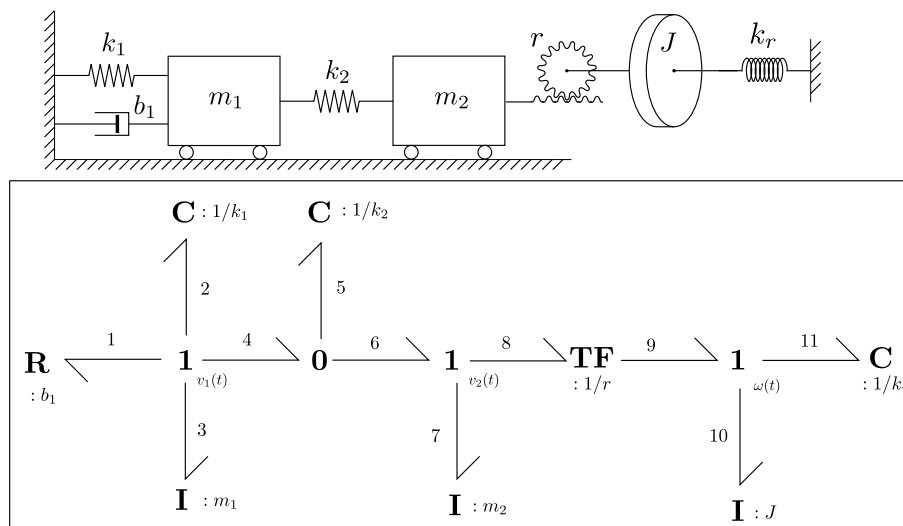 k₁
b₁
m₁
k₂
m₂
r
J
kᵣ
C : 1/k₁
C : 1/k₂
2
5
1
4
6
8
9
11
R
: b₁
1
v₁(t)
0
1
v₂(t)
TF
: 1/r
1
ω(t)
C
: 1/k
3
7
10
I : m₁
I : m₂
I : J